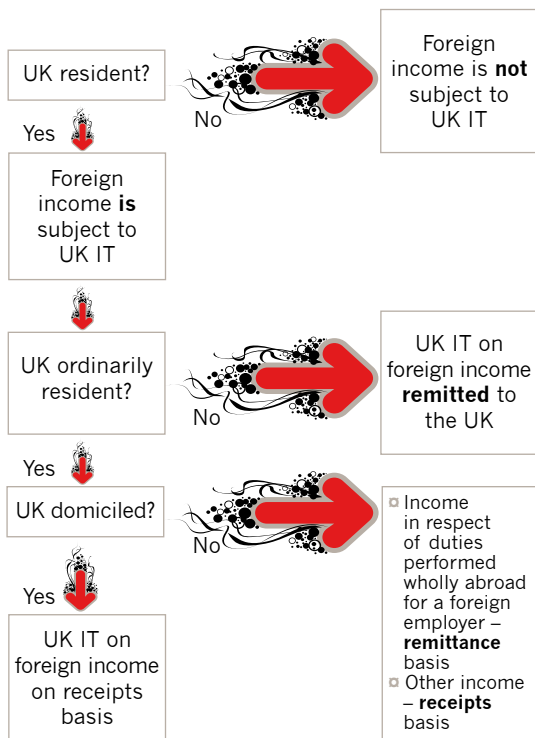 UK resident?
No
Foreign
income is not
subject to
UK IT
Yes
Foreign
income is
subject to
UK IT
UK ordinarily
resident?
No
UK IT on
foreign income
remitted to
the UK
Yes
UK domiciled?
No
¤ Income
in respect
of duties
performed
wholly abroad
for a foreign
employer –
remittance
basis
¤ Other income
– receipts
basis
Yes
UK IT on
foreign income
on receipts
basis